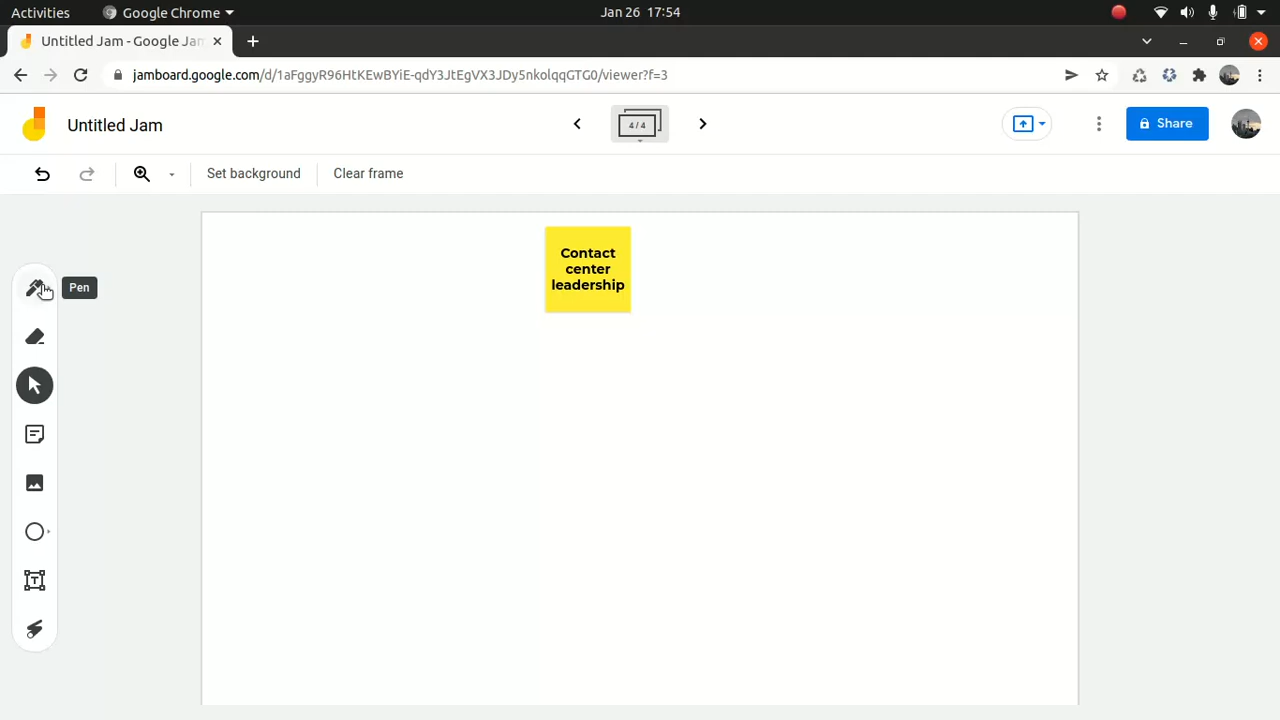 Activities
Google Chrome
Jan 26 17:54
Untitled Jam - Google Jam
jamboard.google.com/d/1aFggyR96HtKEwBYiE-qdY3JtEgVX3JDy5nkolqqGTG0/viewer?f=3
Untitled Jam
4 / 4
Share
Set background
Clear frame
Contact
center
leadership
Pen